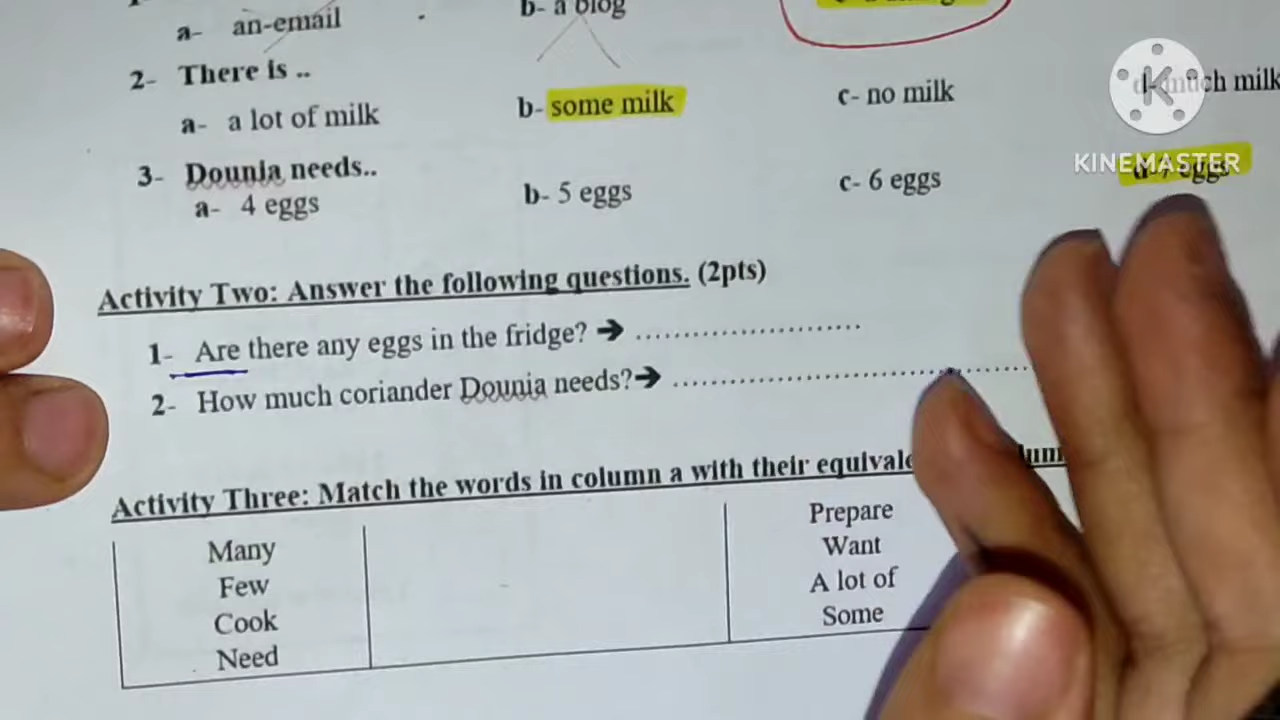 a- an-email b- a blog
2- There is ..
a- a lot of milk b- some milk c- no milk milk
KINEMASTER
3- Dounia needs..
a- 4 eggs b- 5 eggs c- 6 eggs d- 7 eggs
Activity Two: Answer the following questions. (2pts)
1- Are there any eggs in the fridge? ➔ ........................
2- How much coriander Dounia needs?➔ ........................................
Activity Three: Match the words in column a with their
Many Prepare
Few Want
Cook A lot of
Need Some